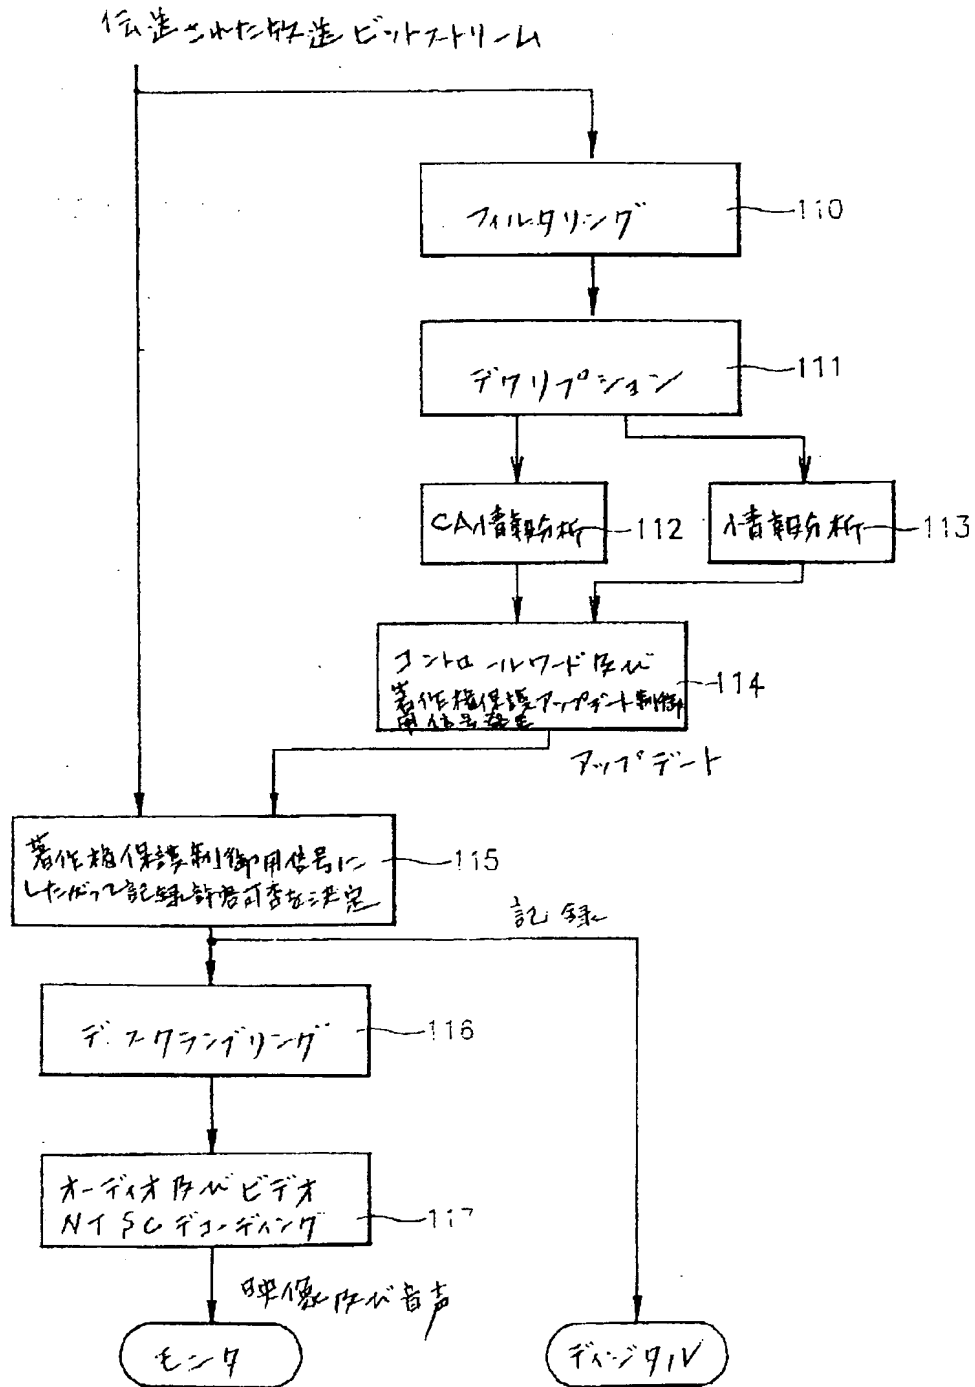 伝送された放送ビットストリーム
フィルタリング
110
デクリプション
111
CA情報分析
112
情報分析
113
コントロールワード及び
著作権保護アップデート制御
用信号発生
114
アップデート
著作権保護制御用信号に
したがって記録許容可否を決定
115
記録
デスクランブリング
116
オーディオ及びビデオ
NTSCデコーディング
117
映像及び音声
モニタ
ディジタルV